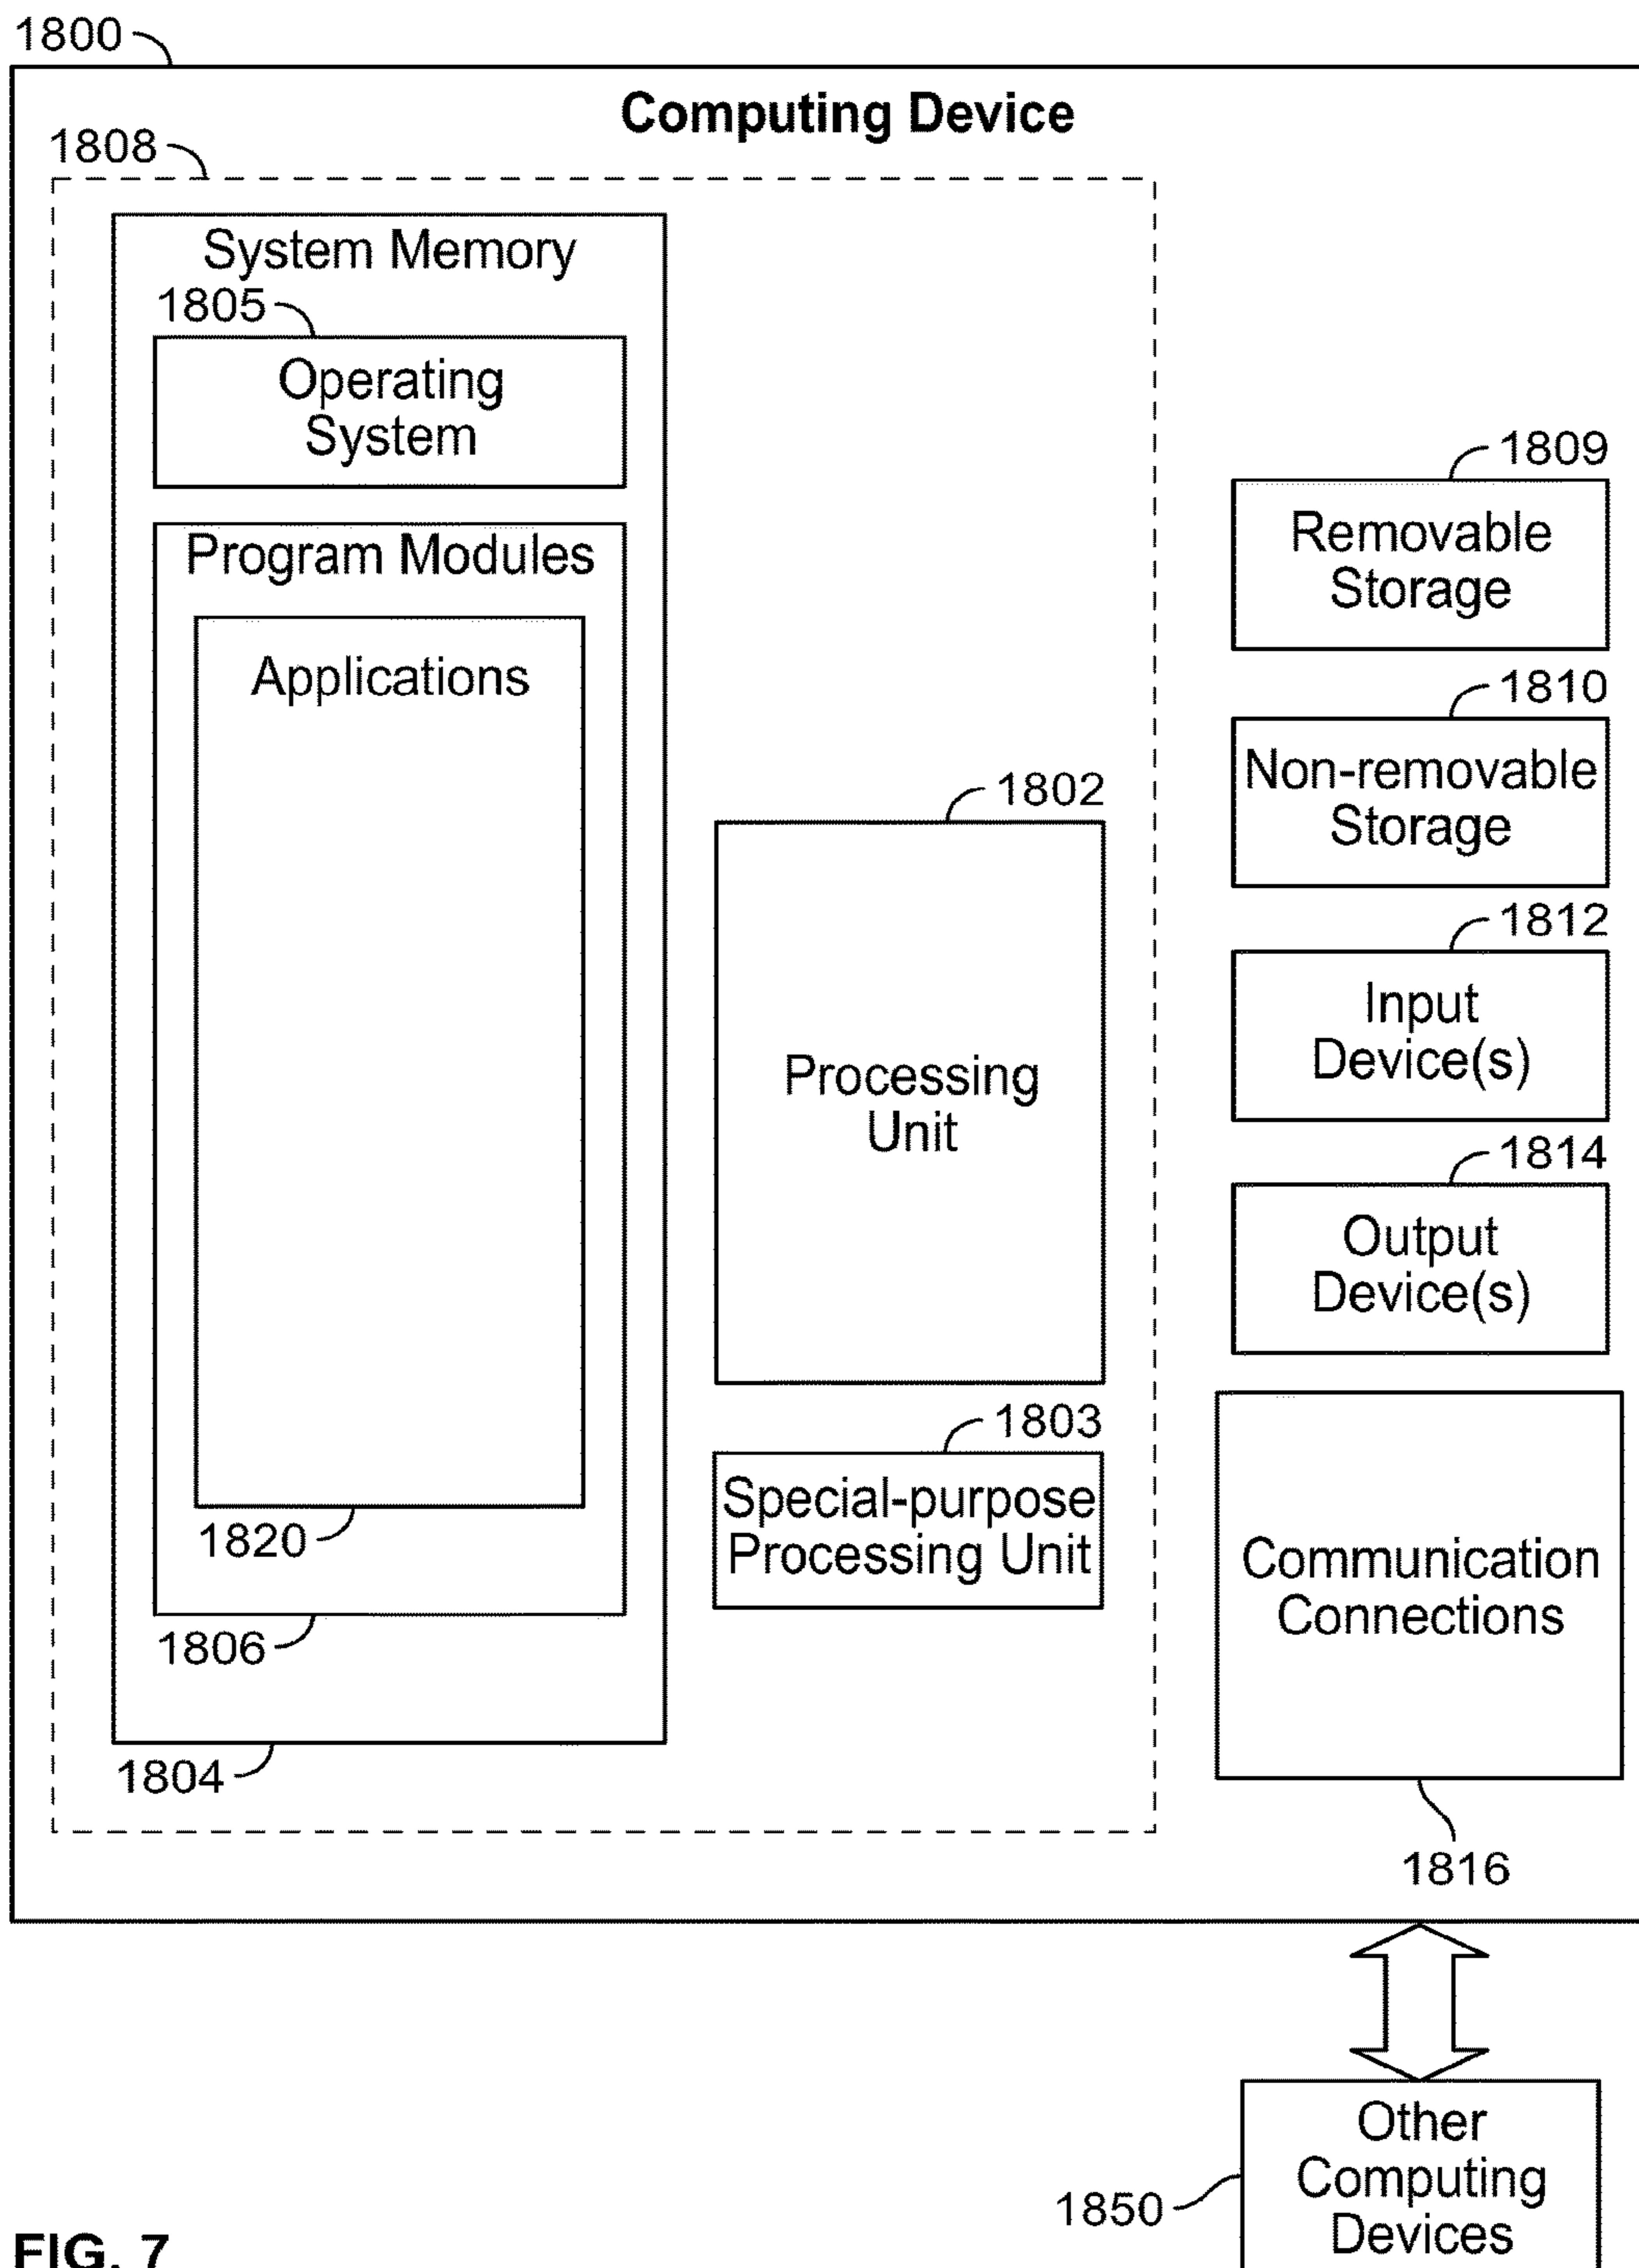 1800
Computing Device
1808
System Memory
1805
Operating
System
Program Modules
Applications
1820
1806
1804
1802
Processing
Unit
1803
Special-purpose
Processing Unit
1809
Removable
Storage
1810
Non-removable
Storage
1812
Input
Device(s)
1814
Output
Device(s)
Communication
Connections
1816
1850
Other
Computing
Devices
FIG. 7